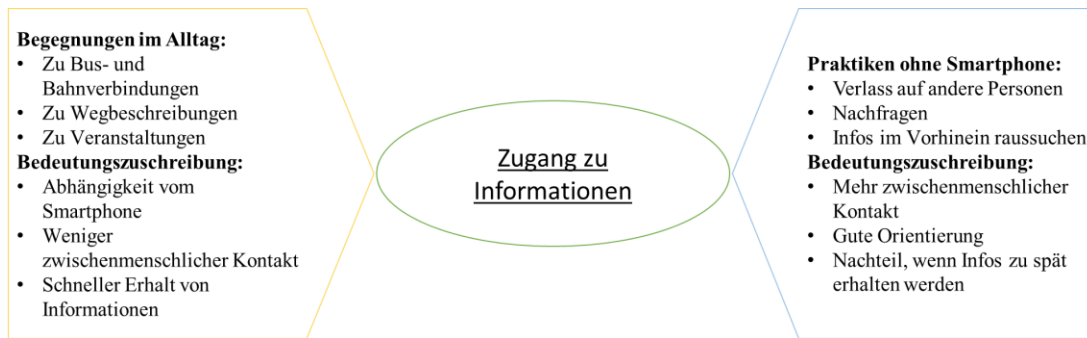 Begegnungen im Alltag:
• Zu Bus- und
Bahnverbindungen
• Zu Wegbeschreibungen
• Zu Veranstaltungen
Bedeutungszuschreibung:
• Abhängigkeit vom
Smartphone
• Weniger
zwischenmenschlicher Kontakt
• Schneller Erhalt von
Informationen
Zugang zu
Informationen
Praktiken ohne Smartphone:
• Verlass auf andere Personen
• Nachfragen
• Infos im Vorhinein raussuchen
Bedeutungszuschreibung:
• Mehr zwischenmenschlicher
Kontakt
• Gute Orientierung
• Nachteil, wenn Infos zu spät
erhalten werden